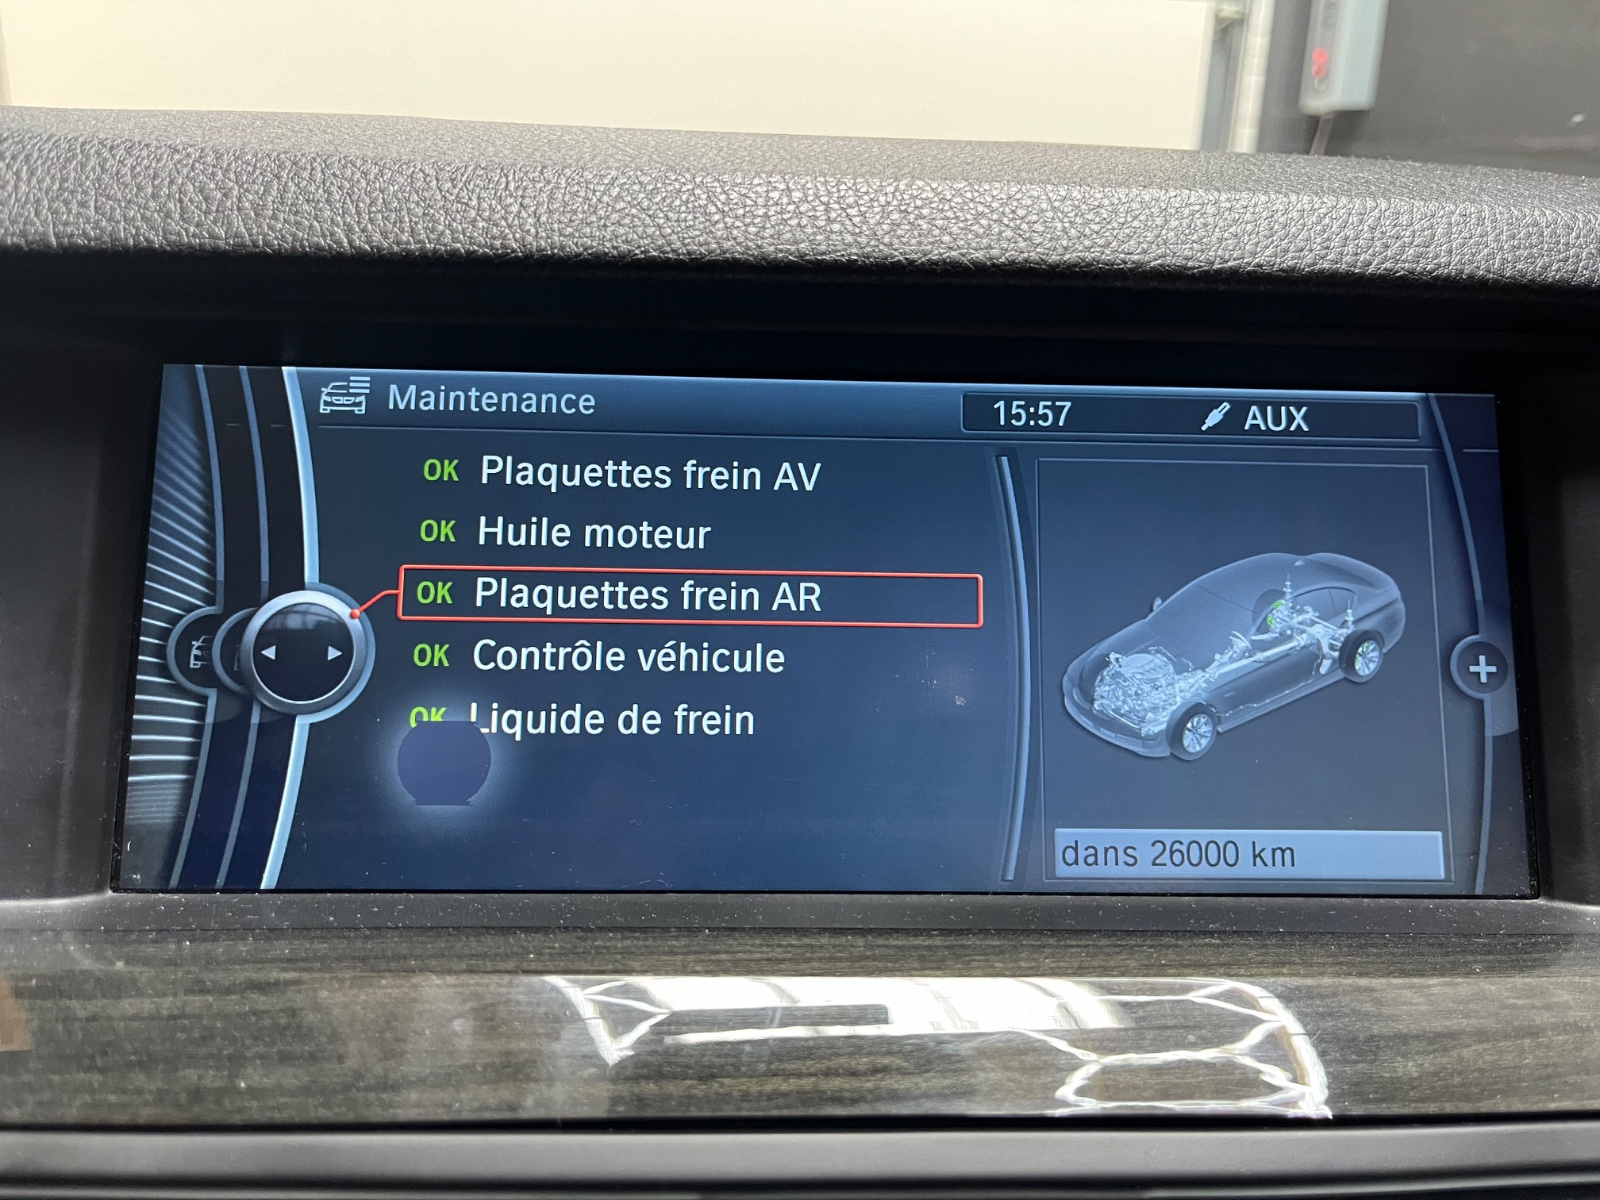 Maintenance
15:57 AUX
OK Plaquettes frein AV
OK Huile moteur
OK Plaquettes frein AR
OK Contrôle véhicule
OK Liquide de frein
+
dans 26000 km